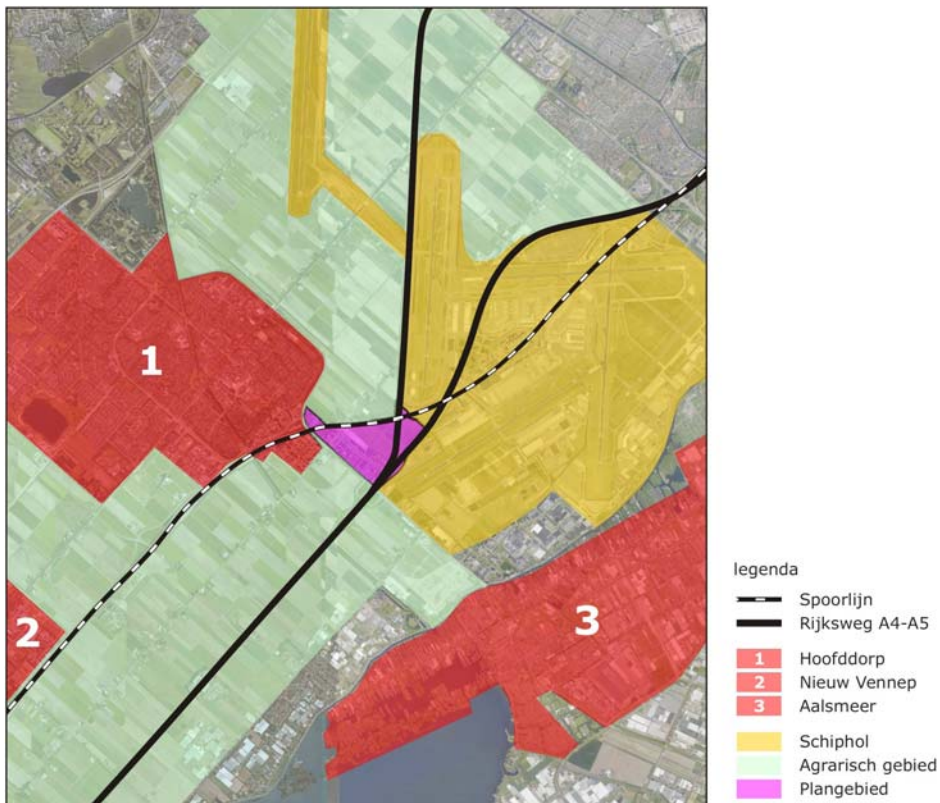 1
2
3
legenda
Spoorlijn
Rijksweg A4-A5
1 Hoofddorp
2 Nieuw Vennep
3 Aalsmeer
Schiphol
Agrarisch gebied
Plangebied